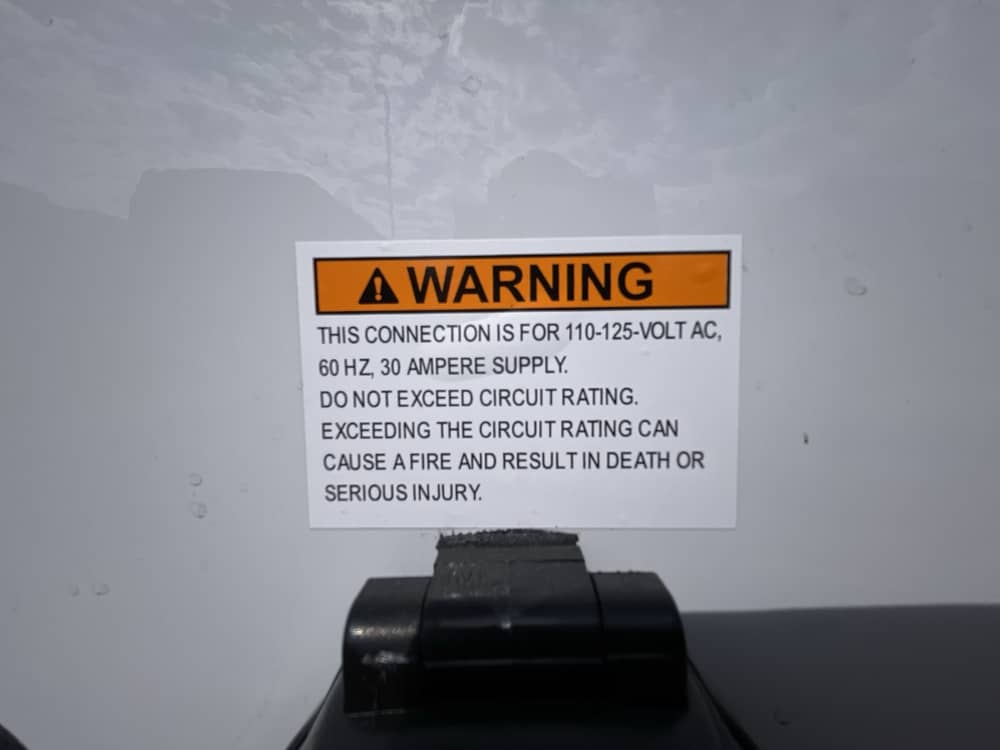 WARNING
THIS CONNECTION IS FOR 110-125-VOLT AC,
60 HZ, 30 AMPERE SUPPLY.
DO NOT EXCEED CIRCUIT RATING.
EXCEEDING THE CIRCUIT RATING CAN
CAUSE A FIRE AND RESULT IN DEATH OR
SERIOUS INJURY.